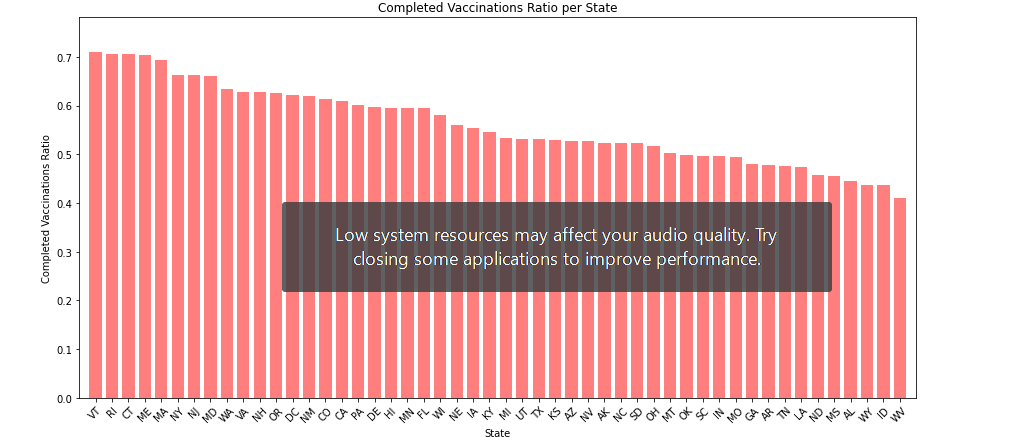 Completed Vaccinations Ratio per State
0.7
0.6
0.5
0.4
0.3
0.2
0.1
0.0
Completed Vaccinations Ratio
Low system resources may affect your audio quality. Try
closing some applications to improve performance.
VT RI CT ME MA NY NJ MD WA VA NH OR DC NM CO CA PA DE HI MN FL WI NE IA KY MI UT TX KS AZ NV AK NC SD OH MT OK SC IN MO GA AR TN LA ND MS AL WY ID WV
State